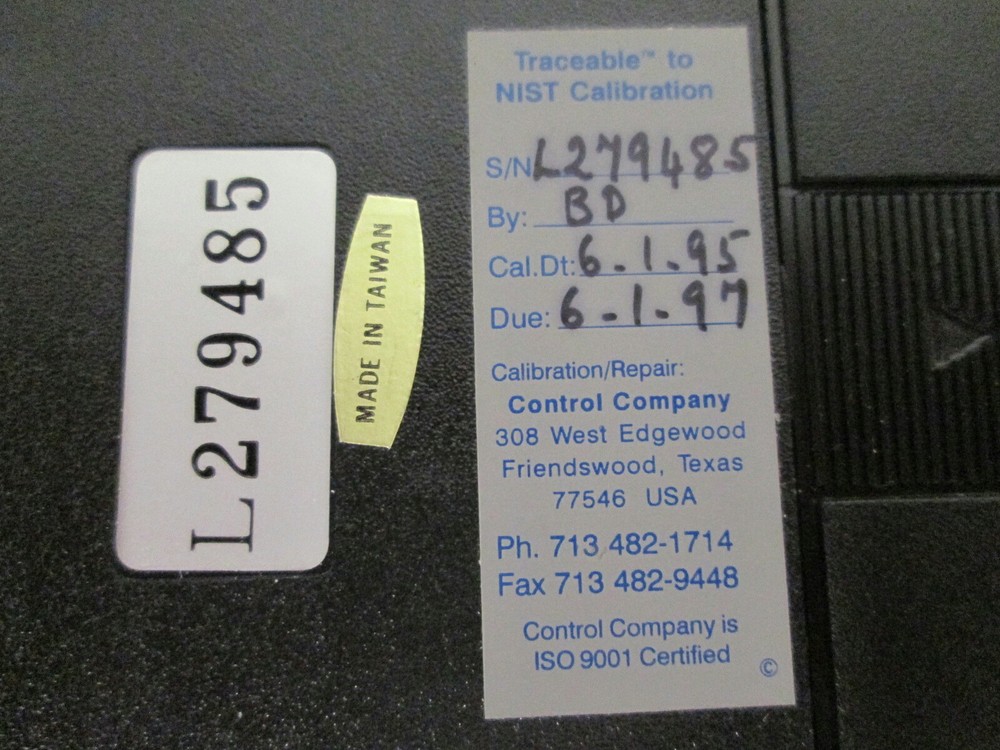 L279485
MADE IN TAIWAN
Traceable™ to
NIST Calibration
S/N L279485
By: BD
Cal.Dt: 6.1.95
Due: 6-1-97
Calibration/Repair:
Control Company
308 West Edgewood
Friendswood, Texas
77546 USA
Ph. 713 482-1714
Fax 713 482-9448
Control Company is
ISO 9001 Certified ©